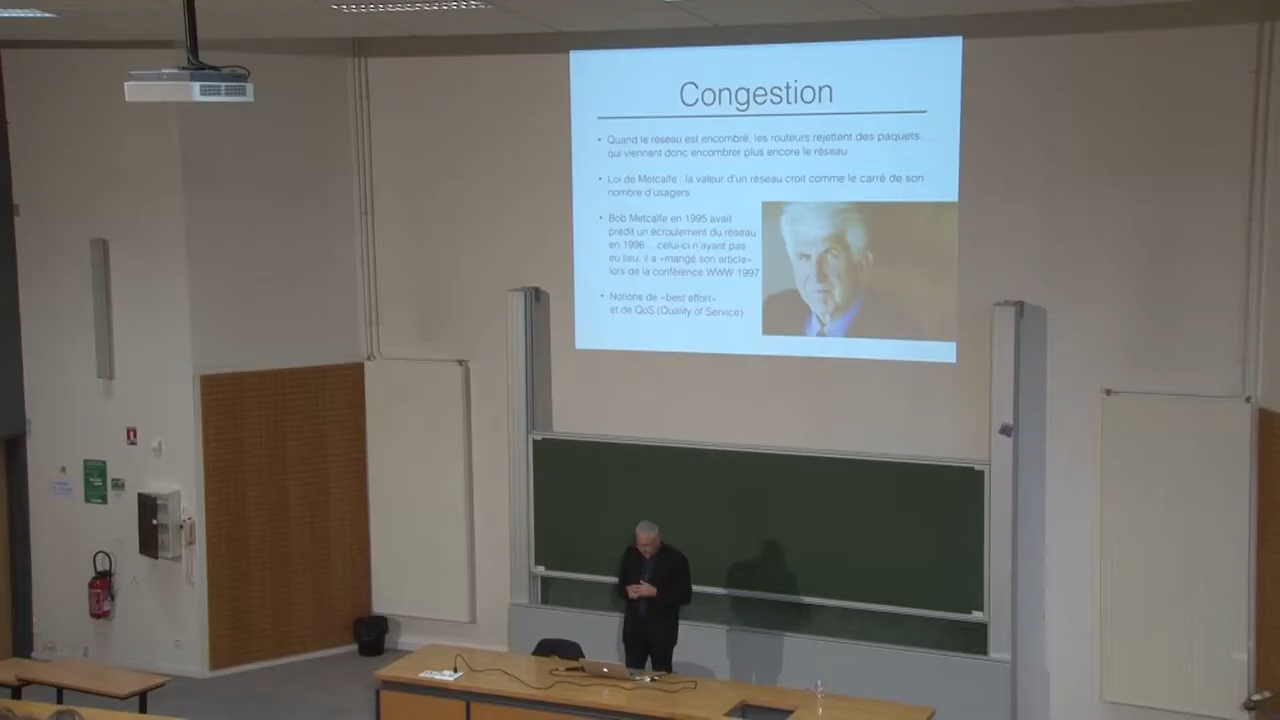 Congestion
• Quand le réseau est encombré, les routeurs rejettent des paquets...
qui viennent donc encombrer plus encore le réseau
• Loi de Metcalfe : la valeur d'un réseau croit comme le carré de son
nombre d'usagers
• Bob Metcalfe en 1995 avait
prédit un écroulement du réseau
en 1996... celui-ci n'ayant pas
eu lieu, il a «mangé son article»
lors de la conférence WWW 1997
• Notions de «best effort»
et de QoS (Quality of Service)